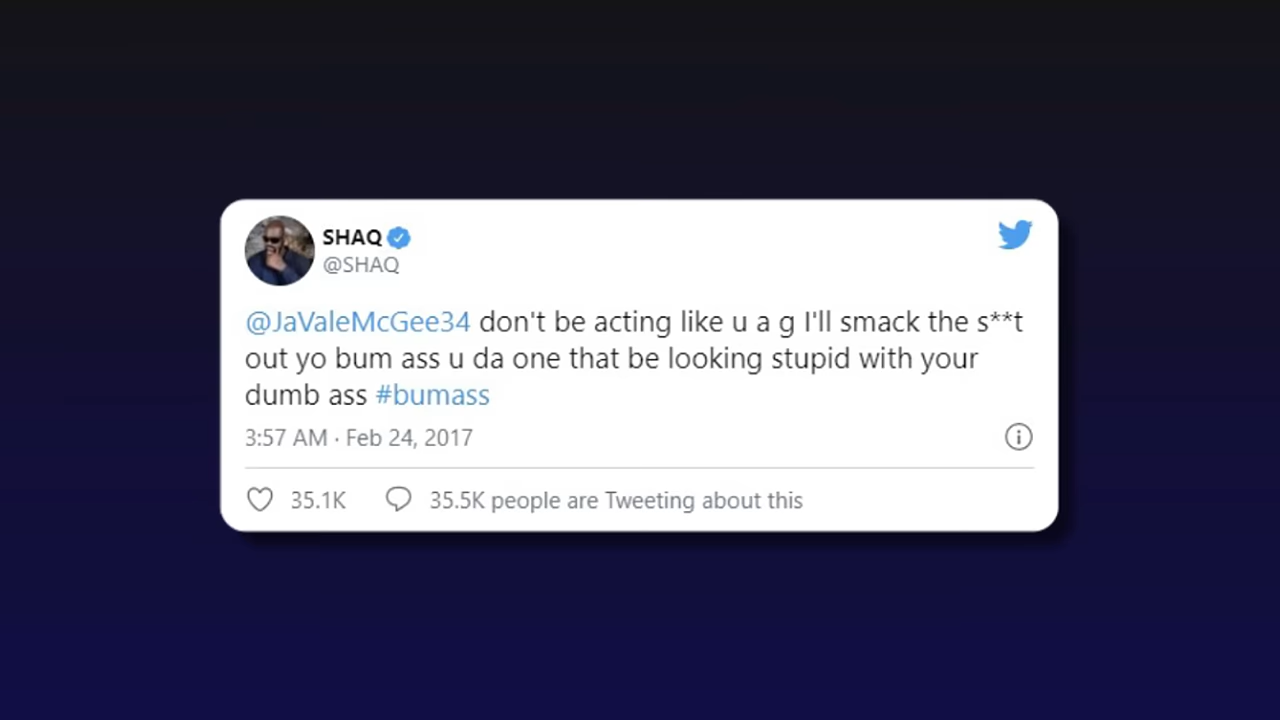 SHAQ
@SHAQ
@JaValeMcGee34 don't be acting like u a g I'll smack the s**t
out yo bum ass u da one that be looking stupid with your
dumb ass #bumass
3:57 AM · Feb 24, 2017
35.1K 35.5K people are Tweeting about this